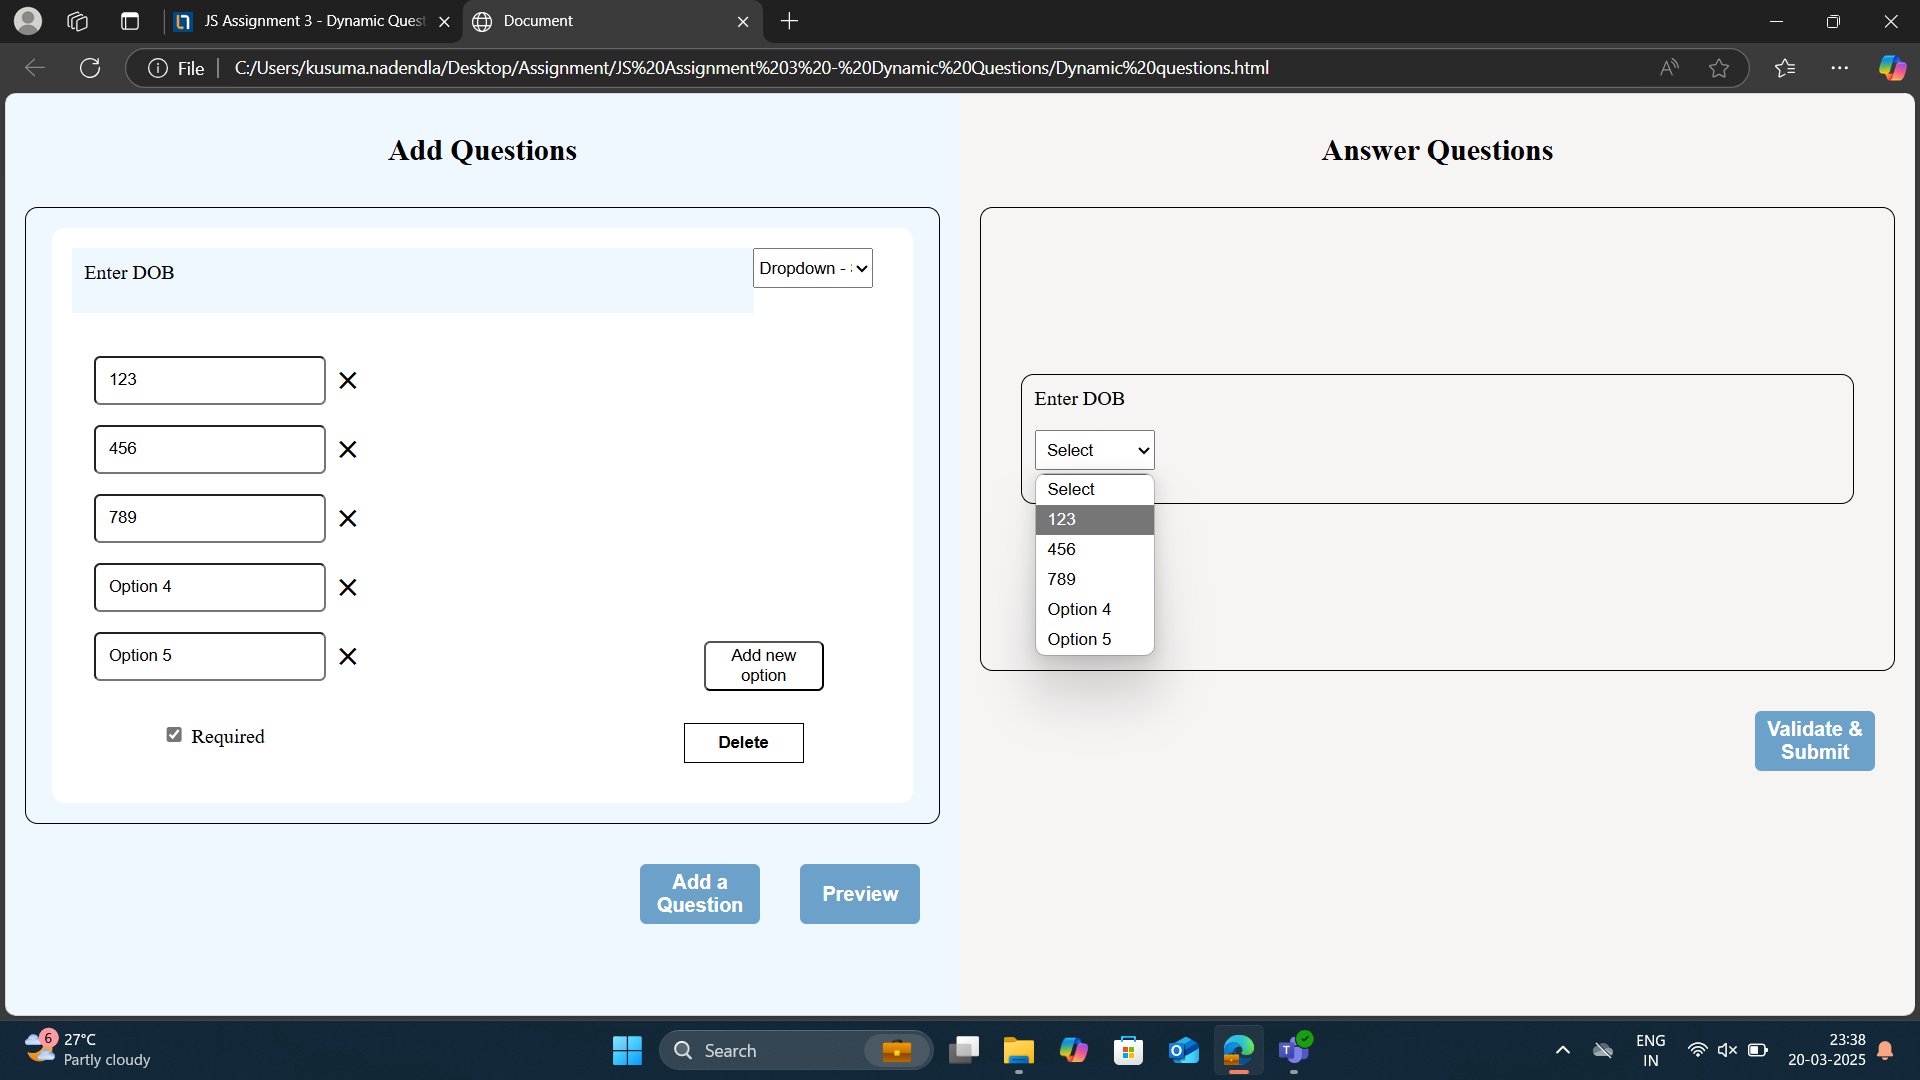 JS Assignment 3 - Dynamic Quest
Document
File
C:/Users/kusuma.nadendla/Desktop/Assignment/JS%20Assignment%203%20-%20Dynamic%20Questions/Dynamic%20questions.html
Add Questions
Enter DOB
Dropdown -
123
456
789
Option 4
Option 5
Add new
option
Required
Delete
Add a
Question
Preview
Answer Questions
Enter DOB
Select
Select
123
456
789
Option 4
Option 5
Validate &
Submit
6
27°C
Partly cloudy
Search
ENG
IN
23:38
20-03-2025